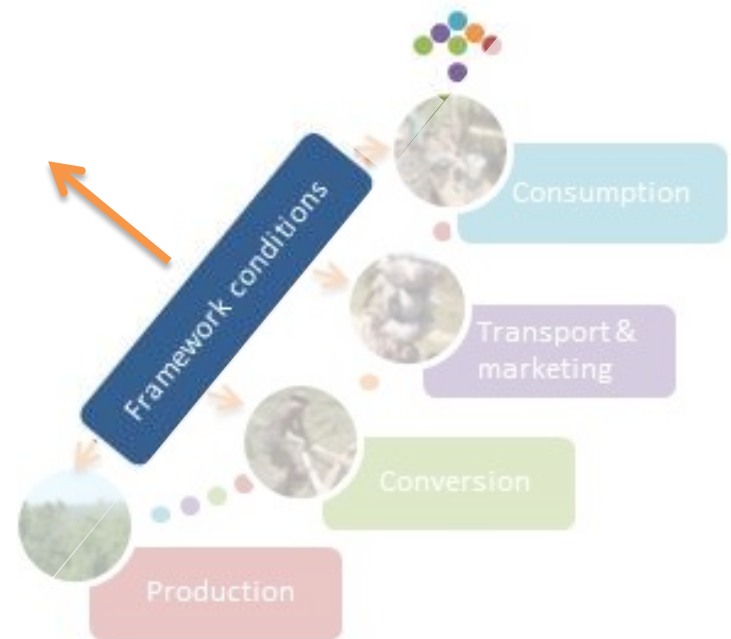 Consumption
Framework conditions
Transport &
marketing
Conversion
Production